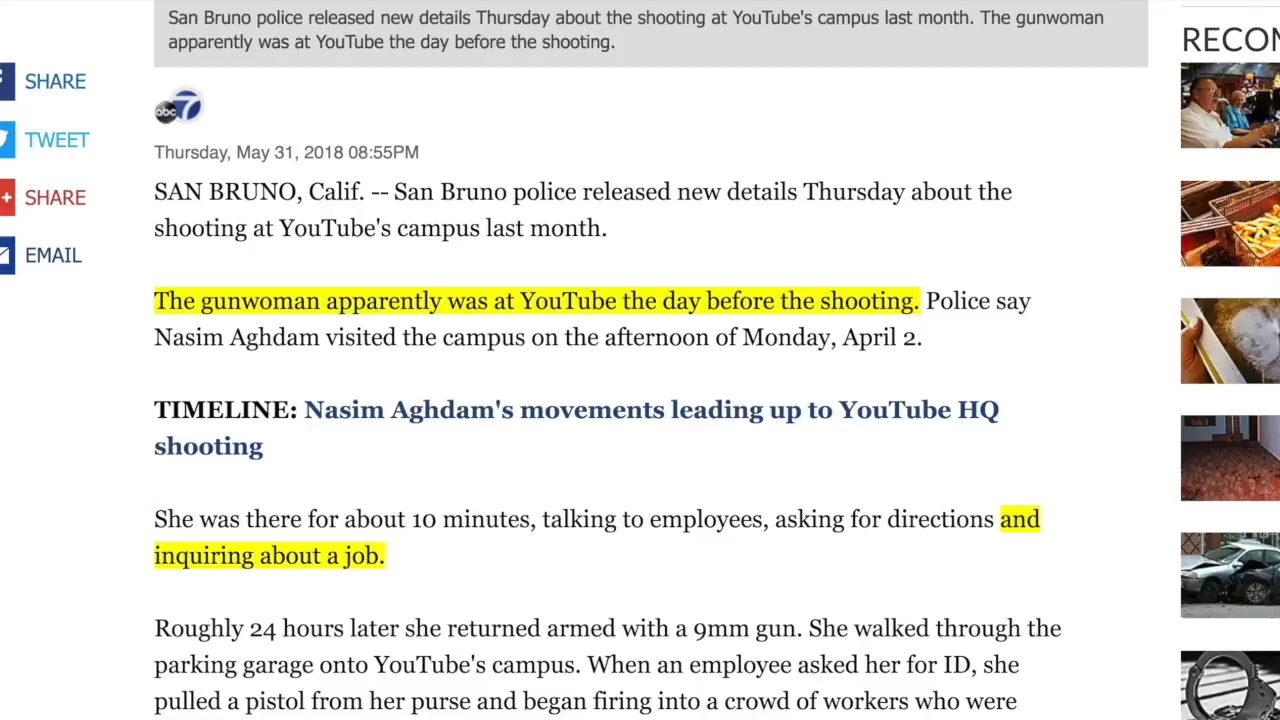 San Bruno police released new details Thursday about the shooting at YouTube's campus last month. The gunwoman
apparently was at YouTube the day before the shooting.
RECOM
SHARE
TWEET
SHARE
EMAIL
abc 7
Thursday, May 31, 2018 08:55PM
SAN BRUNO, Calif. -- San Bruno police released new details Thursday about the
shooting at YouTube's campus last month.
The gunwoman apparently was at YouTube the day before the shooting. Police say
Nasim Aghdam visited the campus on the afternoon of Monday, April 2.
TIMELINE: Nasim Aghdam's movements leading up to YouTube HQ
shooting
She was there for about 10 minutes, talking to employees, asking for directions and
inquiring about a job.
Roughly 24 hours later she returned armed with a 9mm gun. She walked through the
parking garage onto YouTube's campus. When an employee asked her for ID, she
pulled a pistol from her purse and began firing into a crowd of workers who were